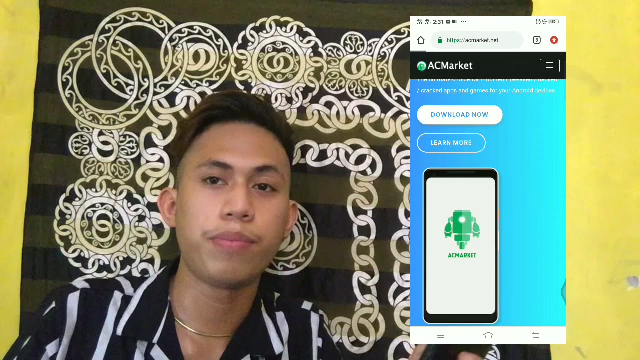 2:31
https://acmarket.net
3
ACMarket
/ cracked apps and games for your Android devices
DOWNLOAD NOW
LEARN MORE
ACMARKET